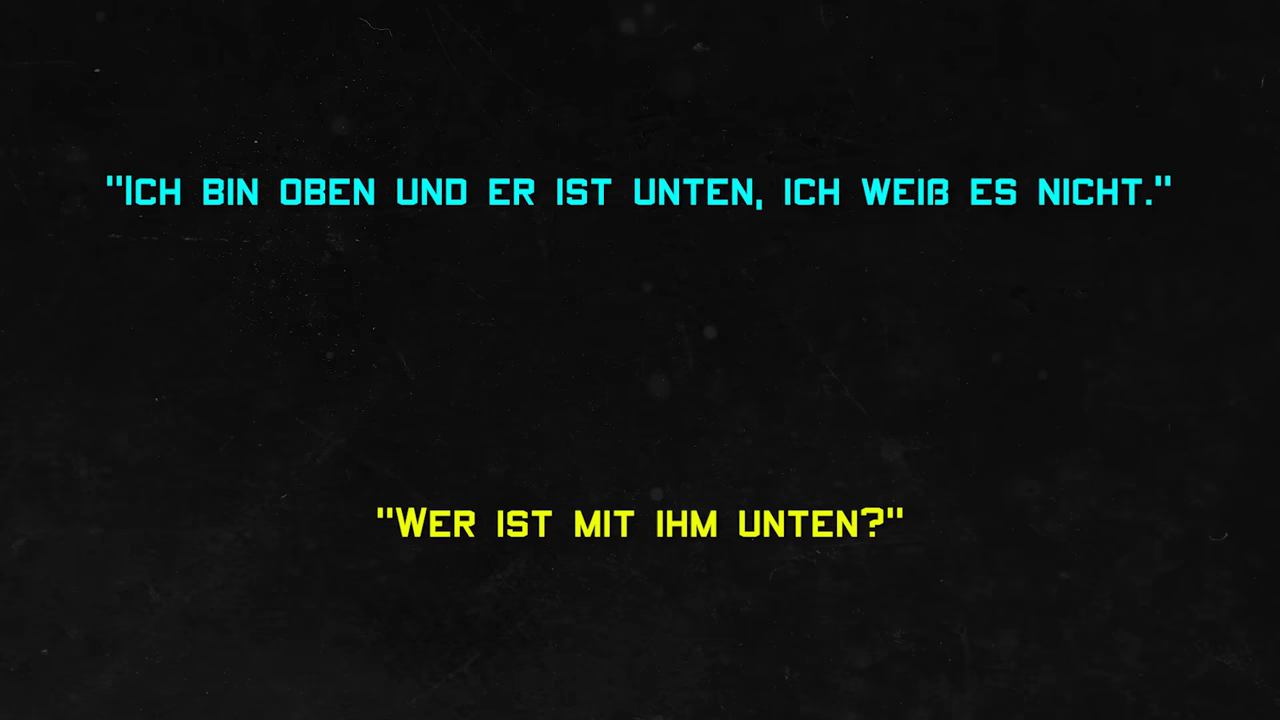 "Ich bin oben und er ist unten, ich weiß es nicht."
"Wer ist mit ihm unten?"